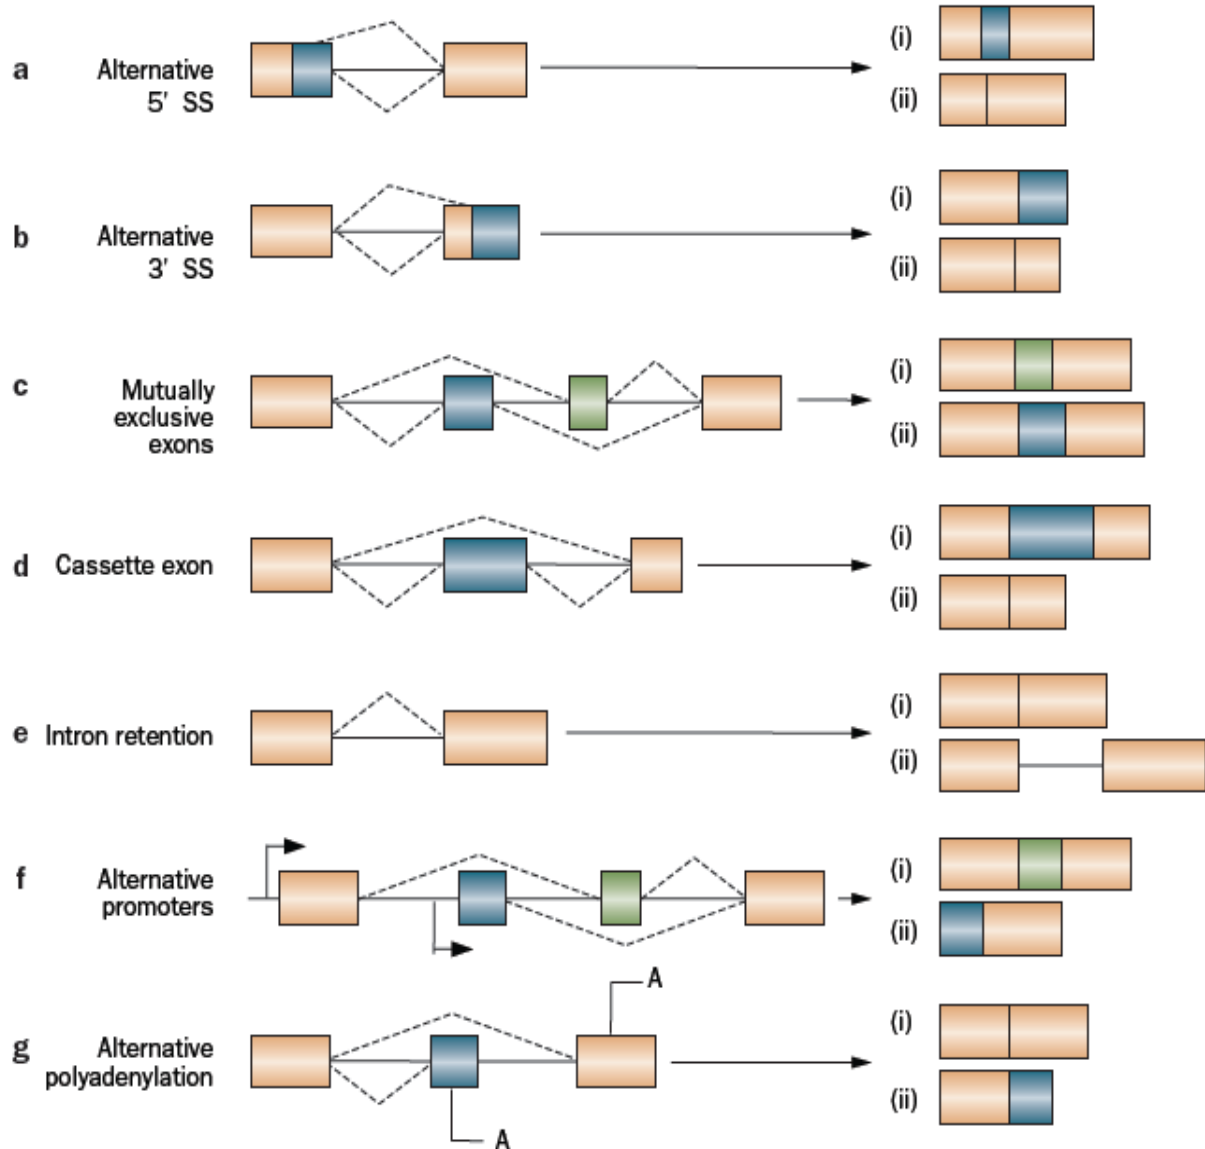 a
Alternative
5' SS
(i)
(ii)
b
Alternative
3' SS
(i)
(ii)
c
Mutually
exclusive
exons
(i)
(ii)
d
Cassette exon
(i)
(ii)
e
Intron retention
(i)
(ii)
f
Alternative
promoters
(i)
(ii)
g
Alternative
polyadenylation
A
A
(i)
(ii)